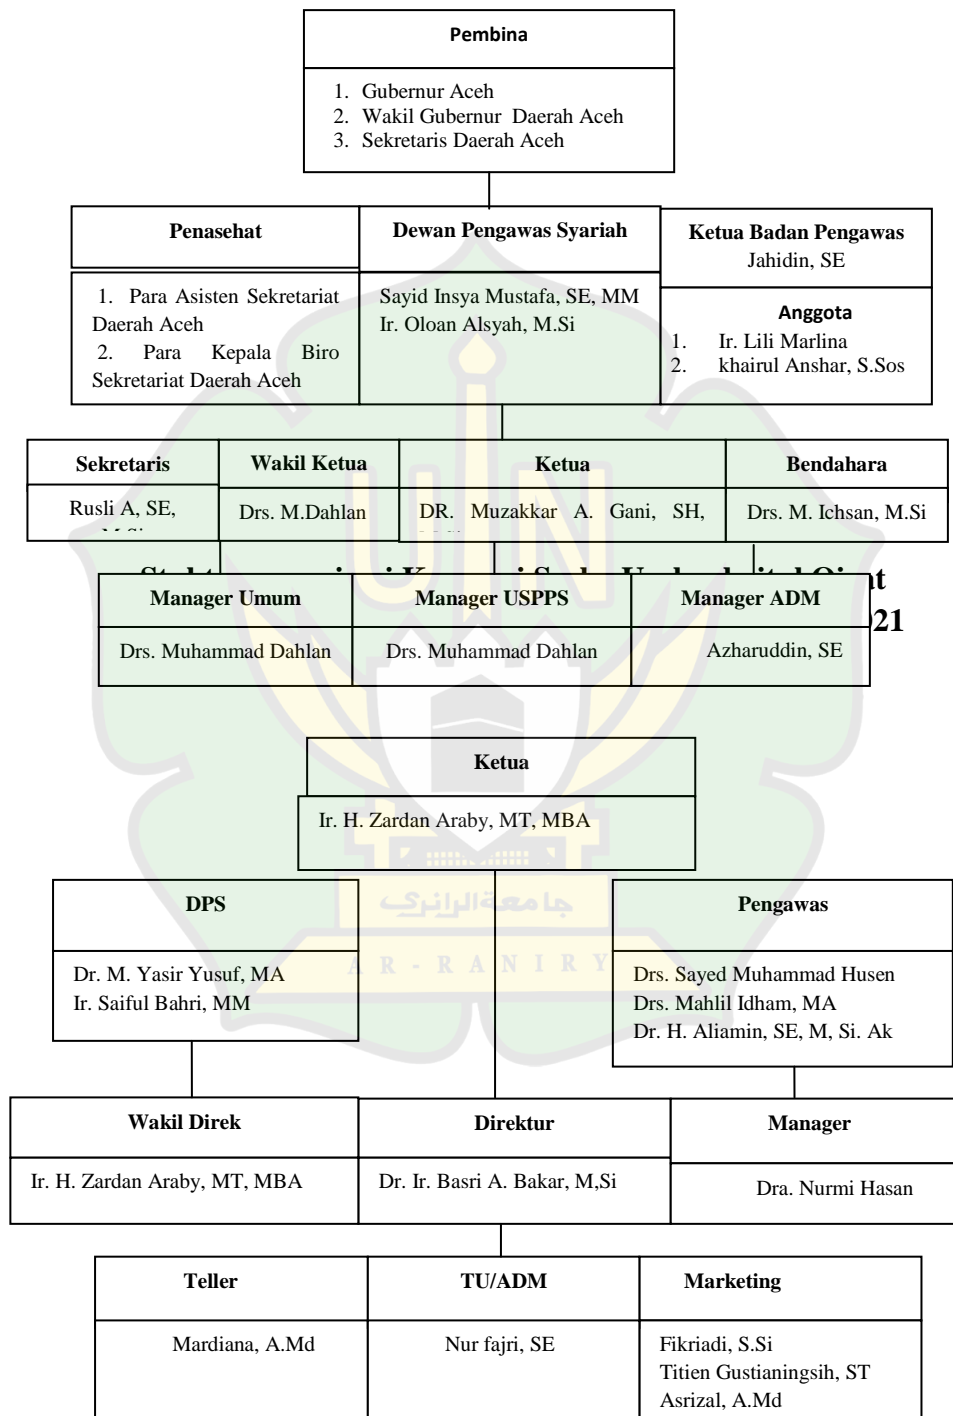 Pembina
1. Gubernur Aceh
2. Wakil Gubernur Daerah Aceh
3. Sekretaris Daerah Aceh
Penasehat
1. Para Asisten Sekretariat
Daerah Aceh
2. Para Kepala Biro
Sekretariat Daerah Aceh
Dewan Pengawas Syariah
Sayid Insya Mustafa, SE, MM
Ir. Oloan Alsyah, M.Si
Ketua Badan Pengawas
Jahidin, SE
Anggota
1. Ir. Lili Marlina
2. khairul Anshar, S.Sos
Sekretaris
Rusli A, SE,
Wakil Ketua
Drs. M.Dahlan
Ketua
DR. Muzakkar A. Gani, SH,
Bendahara
Drs. M. Ichsan, M.Si
Manager Umum
Drs. Muhammad Dahlan
Manager USPPS
Drs. Muhammad Dahlan
Manager ADM
Azharuddin, SE
Ketua
Ir. H. Zardan Araby, MT, MBA
UIN
جامعة الرانري
AR-RANIRY
DPS
Dr. M. Yasir Yusuf, MA
Ir. Saiful Bahri, MM
Pengawas
Drs. Sayed Muhammad Husen
Drs. Mahlil Idham, MA
Dr. H. Aliamin, SE, M, Si. Ak
Wakil Direk
Ir. H. Zardan Araby, MT, MBA
Direktur
Dr. Ir. Basri A. Bakar, M,Si
Manager
Dra. Nurmi Hasan
Teller
Mardiana, A.Md
TU/ADM
Nur fajri, SE
Marketing
Fikriadi, S.Si
Titien Gustianingsih, ST
Asrizal, A.Md